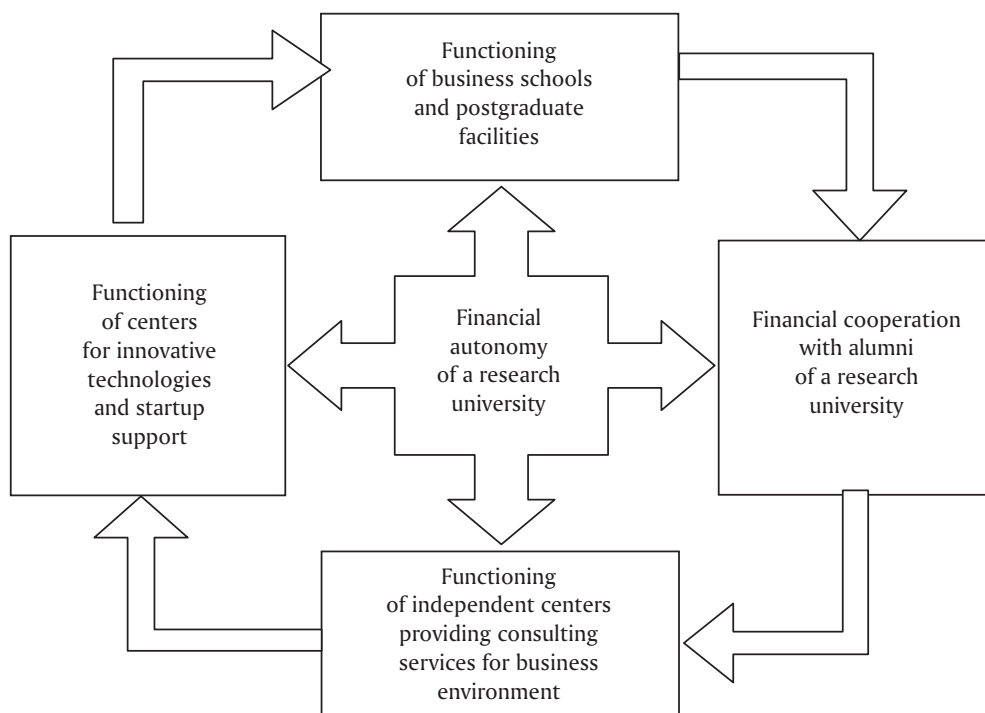 Functioning
of business schools
and postgraduate
facilities
Functioning
of centers
for innovative
technologies
and startup
support
Financial
autonomy
of a research
university
Financial cooperation
with alumni
of a research
university
Functioning
of independent centers
providing consulting
services for business
environment